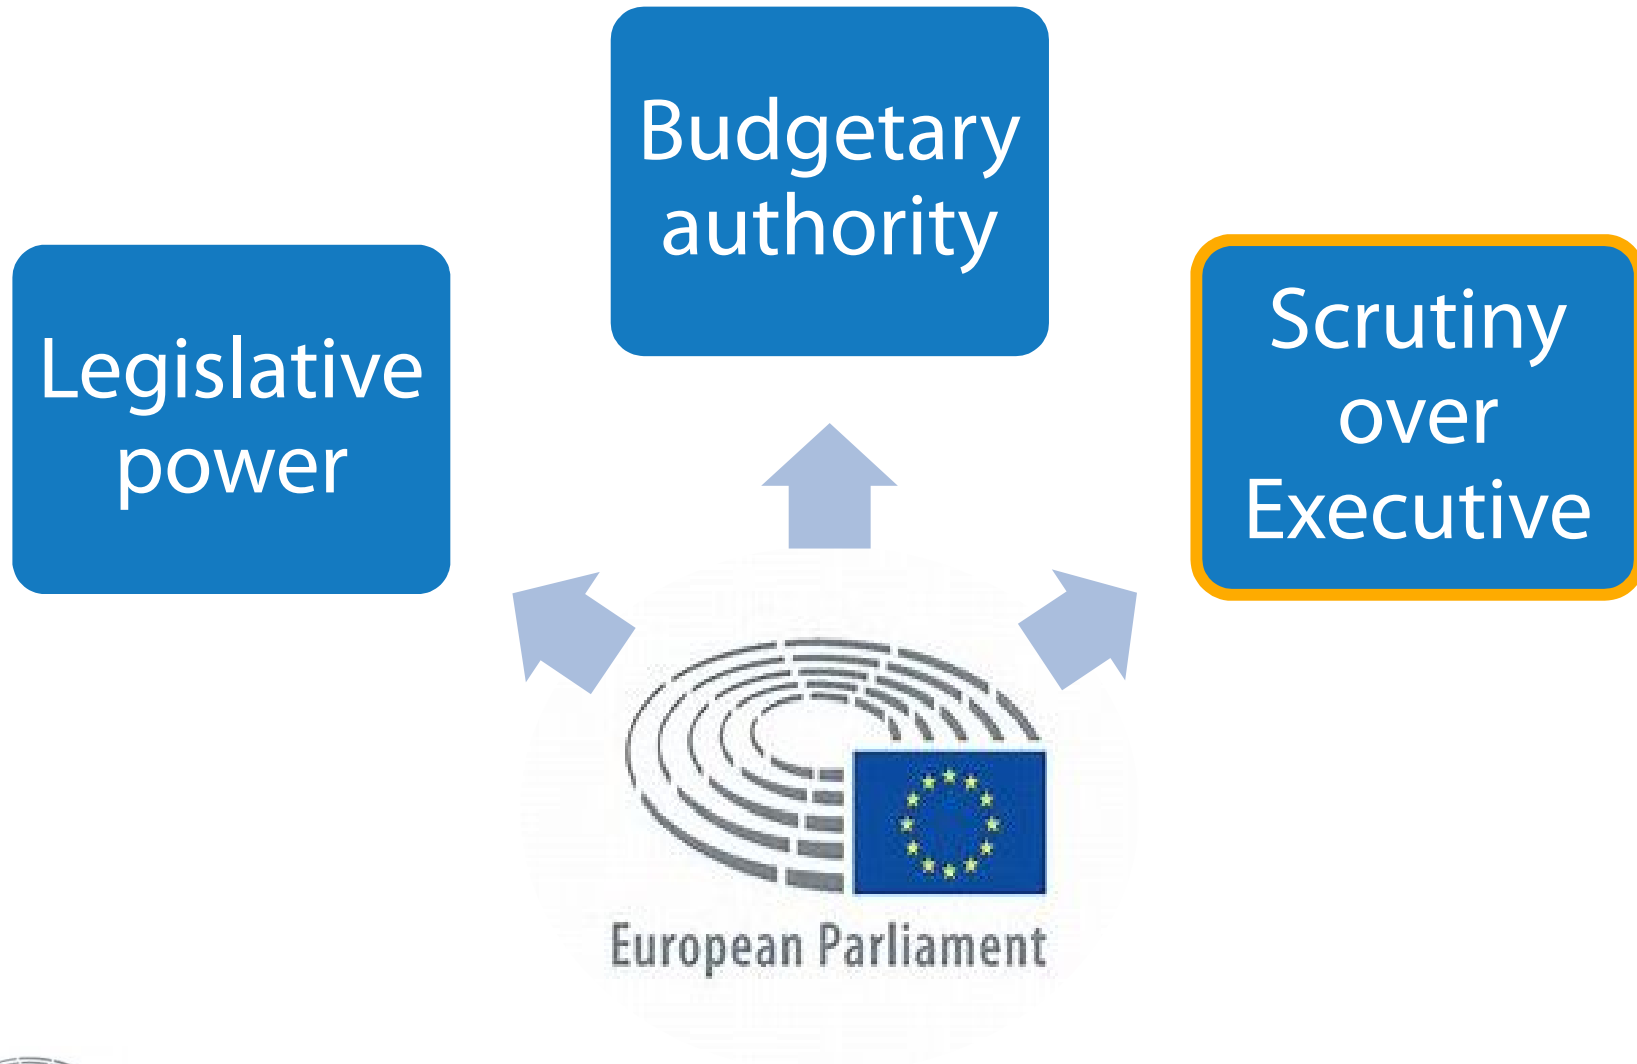 Budgetary
authority
Legislative
power
Scrutiny
over
Executive
European Parliament